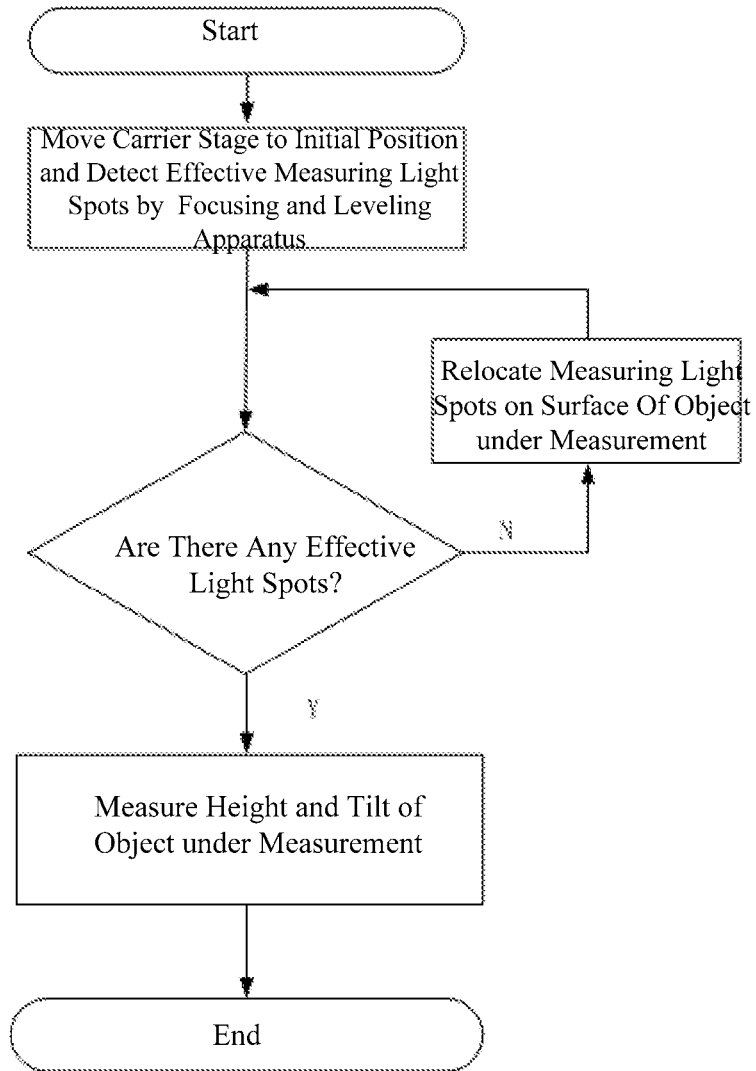 Start
Move Carrier Stage to Initial Position
and Detect Effective Measuring Light
Spots by Focusing and Leveling
Apparatus
Relocate Measuring Light
Spots on Surface Of Object
under Measurement
Are There Any Effective
Light Spots?
N
Y
Measure Height and Tilt of
Object under Measurement
End